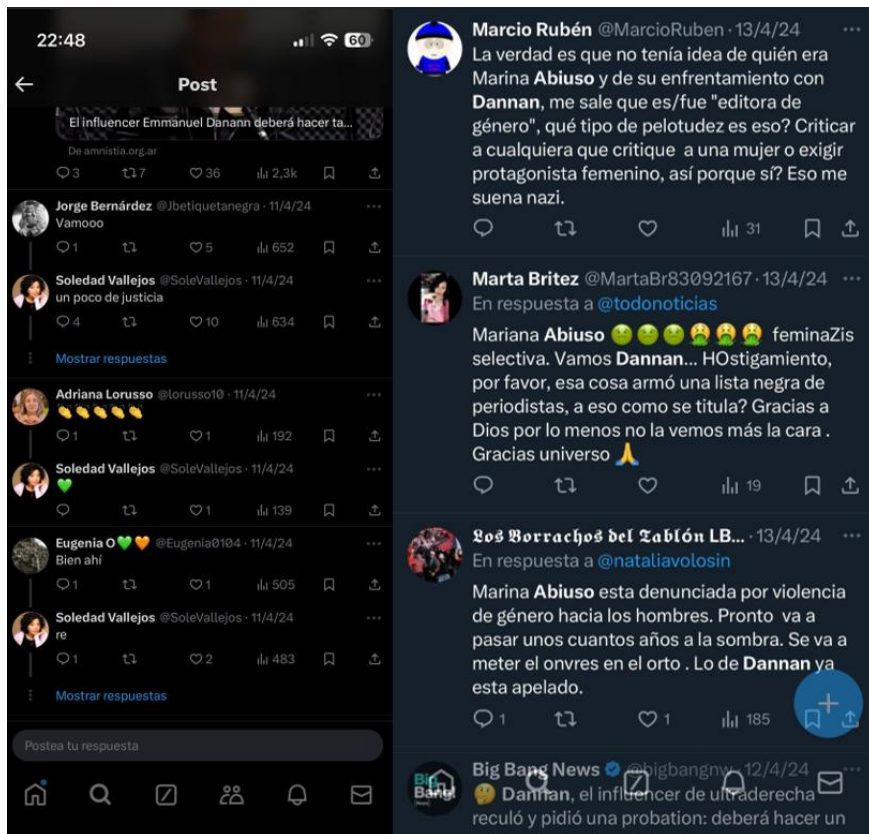 22:48
60
Post
El influencer Emmanuel Danann deberá hacer ta...
De amnistia.org.ar
3 7 36 2,3k
Jorge Bernárdez @Jbetiquetanegra · 11/4/24
Vamooo
1 5 652
Soledad Vallejos @SoleVallejos · 11/4/24
un poco de justicia
4 10 634
Mostrar respuestas
Adriana Lorusso @lorusso10 · 11/4/24
👏👏👏👏👏
1 1 192
Soledad Vallejos @SoleVallejos · 11/4/24
💚
1 139
Eugenia O💚🧡 @Eugenia0104 · 11/4/24
Bien ahí
1 1 505
Soledad Vallejos @SoleVallejos · 11/4/24
re
1 2 483
Mostrar respuestas
Postea tu respuesta
Marcio Rubén @MarcioRuben · 13/4/24
La verdad es que no tenía idea de quién era
Marina Abiuso y de su enfrentamiento con
Dannan, me sale que es/fue "editora de
género", qué tipo de pelotudez es eso? Criticar
a cualquiera que critique a una mujer o exigir
protagonista femenino, así porque sí? Eso me
suena nazi.
31
Marta Britez @MartaBr83092167 · 13/4/24
En respuesta a @todonoticias
Mariana Abiuso 🤢🤢🤢🤮🤮🤮 feminaZis
selectiva. Vamos Dannan... HOstigamiento,
por favor, esa cosa armó una lista negra de
periodistas, a eso como se titula? Gracias a
Dios por lo menos no la vemos más la cara .
Gracias universo 🙏
19
𝕷𝖔𝖘 𝕭𝖔𝖗𝖗𝖆𝖈𝖍𝖔𝖘 𝖉𝖊𝖑 𝕿𝖆𝖇𝖑ó𝖓 LB... · 13/4/24
En respuesta a @nataliavolosin
Marina Abiuso esta denunciada por violencia
de género hacia los hombres. Pronto va a
pasar unos cuantos años a la sombra. Se va a
meter el onvres en el orto . Lo de Dannan ya
esta apelado.
1 1 185
Big Bang News @bigbangnw · 12/4/24
🤔 Dannan, el influencer de ultraderecha
reculó y pidió una probation: deberá hacer un